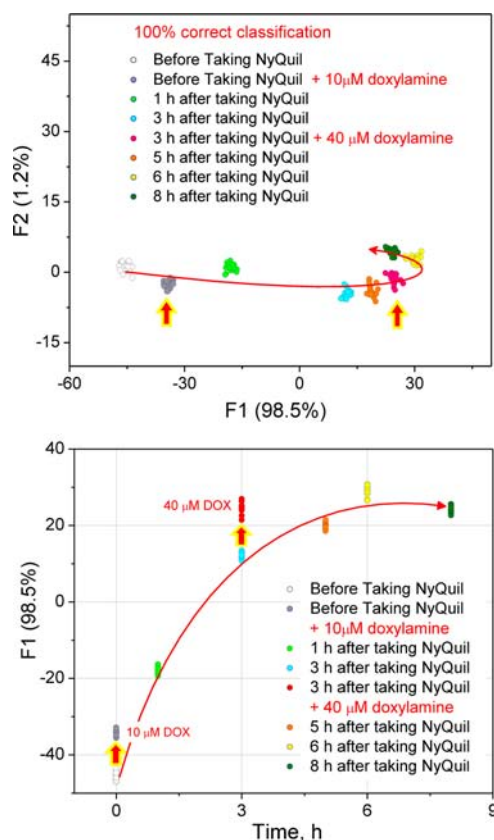 100% correct classification
Before Taking NyQuil
Before Taking NyQuil + 10μM doxylamine
1 h after taking NyQuil
3 h after taking NyQuil
3 h after taking NyQuil + 40 μM doxylamine
5 h after taking NyQuil
6 h after taking NyQuil
8 h after taking NyQuil
F2 (1.2%)
45
30
15
0
-15
-60
-30
0
30
F1 (98.5%)
40
20
0
-20
-40
F1 (98.5%)
40 μM DOX
10 μM DOX
Before Taking NyQuil
Before Taking NyQuil
+ 10μM doxylamine
1 h after taking NyQuil
3 h after taking NyQuil
3 h after taking NyQuil
+ 40 μM doxylamine
5 h after taking NyQuil
6 h after taking NyQuil
8 h after taking NyQuil
0
3
6
9
Time, h